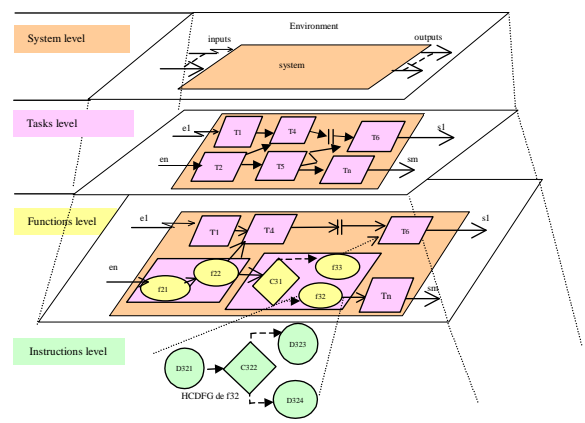 Environment
System level
inputs
outputs
system
Tasks level
e1
T1
T4
T6
s1
en
T2
T5
Tn
sm
Functions level
e1
T1
T4
T6
s1
en
f21
f22
C31
f33
f32
Tn
sm
Instructions level
D321
C322
D323
HCDFG de f32
D324